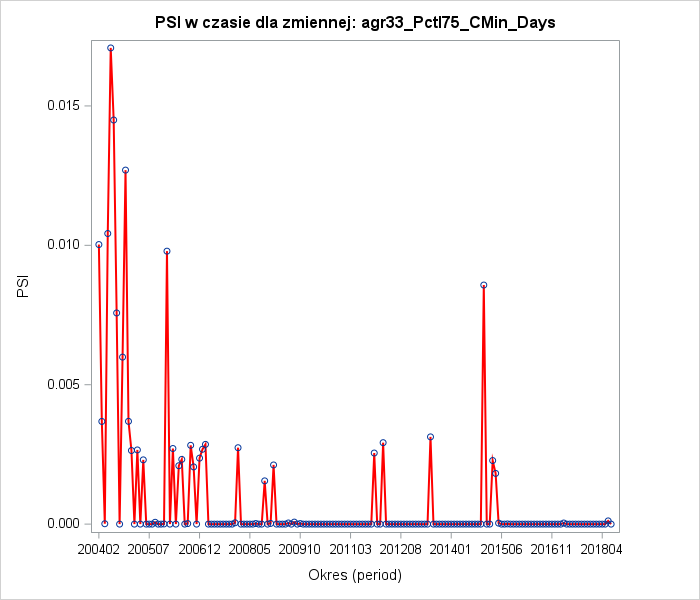 PSI w czasie dla zmiennej: agr33_Pctl75_CMin_Days
0.015
0.010
0.005
0.000
PSI
200402 200507 200612 200805 200910 201103 201208 201401 201506 201611 201804
Okres (period)